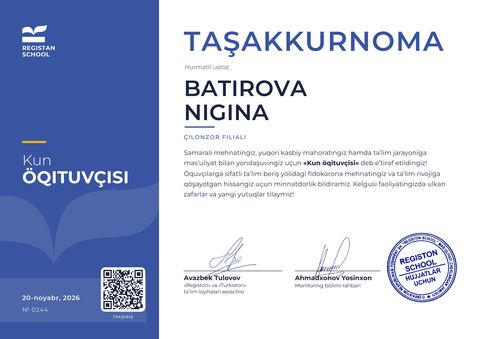 REGISTAN
SCHOOL
Kun
ÖQITUVÇISI
20-noyabr, 2026
№ 0244
TEKŞIRIŞ
TAŞAKKURNOMA
Hurmatli ustoz
BATIROVA
NIGINA
ÇILONZOR FILIALI
Samarali mehnatingiz, yuqori kasbiy mahoratingiz hamda ta'lim jarayoniga
mas'uliyat bilan yondaşuvingiz uçun «Kun öqituvçisi» deb e'tirof etildingiz!
Öquvçilarga sifatli ta'lim beriş yölidagi fidokorona mehnatingiz va ta'lim rivojiga
qöşayotgan hissangiz uçun minnatdorlik bildiramiz. Kelgusi faoliyatingizda ulkan
zafarlar va yangi yutuqlar tilaymiz!
Avazbek Tulovov
«Registon» va «Turkiston»
ta'lim loyihalari asoschisi
Ahmadxonov Yosinxon
Monitoring bölimi rahbari
REGISTON
SCHOOL
HUJJATLAR
UCHUN